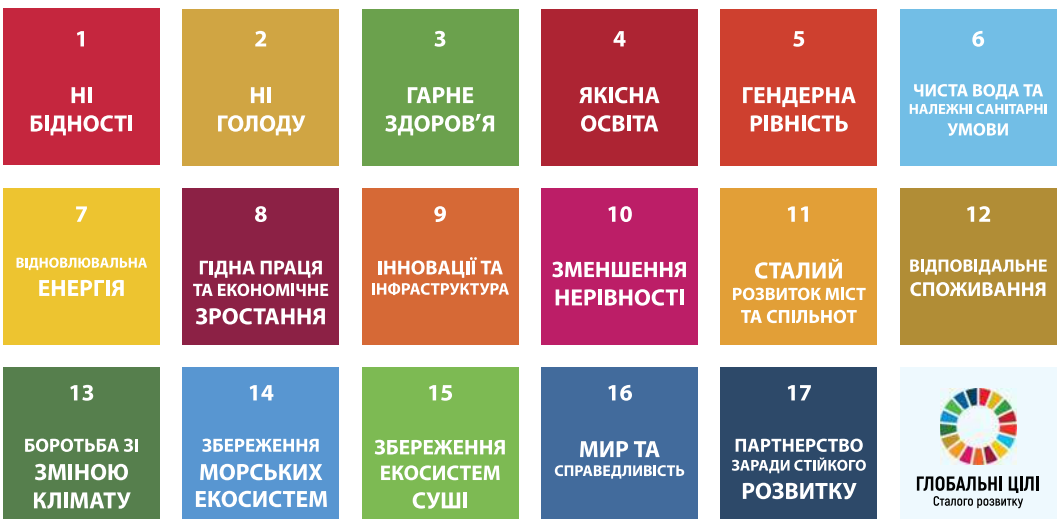 1
НІ
БІДНОСТІ
2
НІ
ГОЛОДУ
3
ГАРНЕ
ЗДОРОВ’Я
4
ЯКІСНА
ОСВІТА
5
ГЕНДЕРНА
РІВНІСТЬ
6
ЧИСТА ВОДА ТА
НАЛЕЖНІ САНІТАРНІ
УМОВИ
7
ВІДНОВЛЮВАЛЬНА
ЕНЕРГІЯ
8
ГІДНА ПРАЦЯ
ТА ЕКОНОМІЧНЕ
ЗРОСТАННЯ
9
ІННОВАЦІЇ ТА
ІНФРАСТРУКТУРА
10
ЗМЕНШЕННЯ
НЕРІВНОСТІ
11
СТАЛИЙ
РОЗВИТОК МІСТ
ТА СПІЛЬНОТ
12
ВІДПОВІДАЛЬНЕ
СПОЖИВАННЯ
13
БОРОТЬБА ЗІ
ЗМІНОЮ
КЛІМАТУ
14
ЗБЕРЕЖЕННЯ
МОРСЬКИХ
ЕКОСИСТЕМ
15
ЗБЕРЕЖЕННЯ
ЕКОСИСТЕМ
СУШІ
16
МИР ТА
СПРАВЕДЛИВІСТЬ
17
ПАРТНЕРСТВО
ЗАРАДИ СТІЙКОГО
РОЗВИТКУ
ГЛОБАЛЬНІ ЦІЛІ
Сталого розвитку